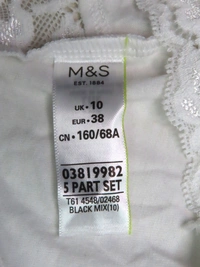 M&S
EST. 1884
UK • 10
EUR • 38
CN • 160/68A
03819982
5 PART SET
T61 4548/02468
BLACK MIX(10)